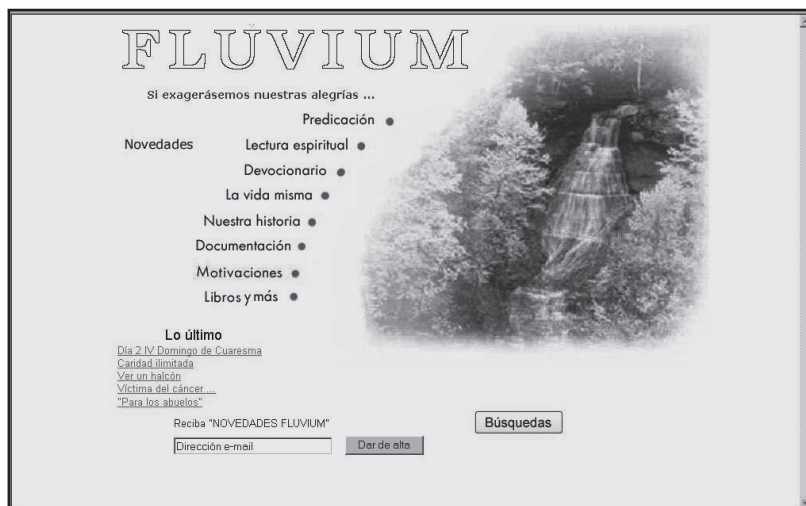 FLUVIUM
Si exagerásemos nuestras alegrías ...
Predicación
Novedades
Lectura espiritual
Devocionario
La vida misma
Nuestra historia
Documentación
Motivaciones
Libros y más
Lo último
Día 2 IV Domingo de Cuaresma
Caridad ilimitada
Ver un halcón
Víctima del cáncer ...
"Para los abuelos"
Reciba "NOVEDADES FLUVIUM"
Búsquedas
Dirección e-mail
Dar de alta